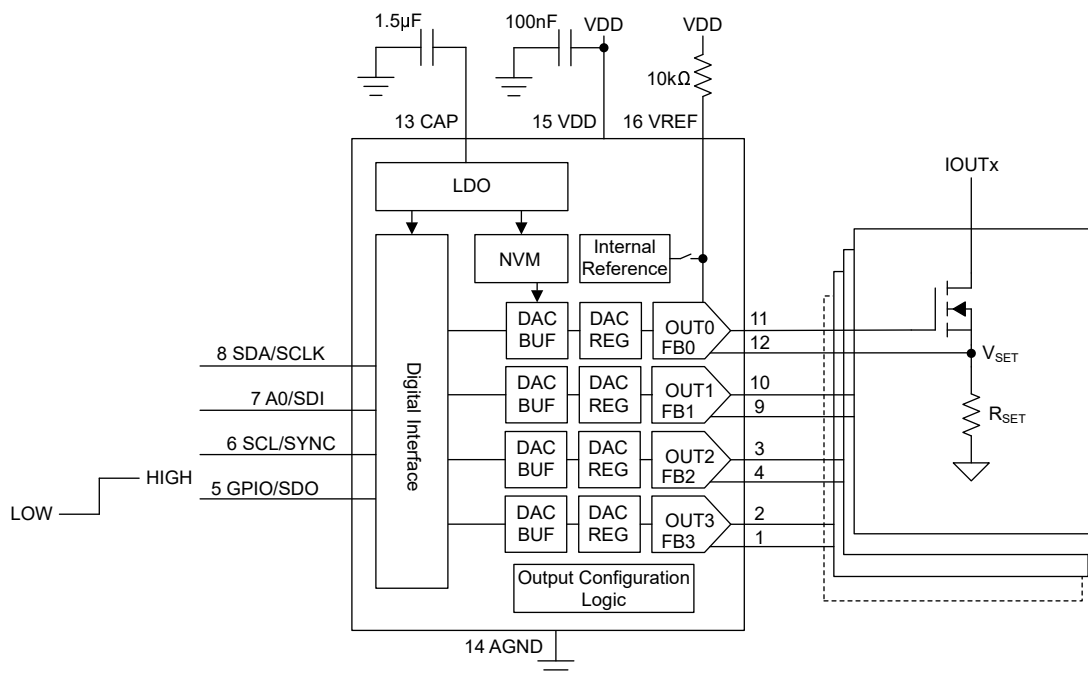 1.5µF
100nF
VDD
VDD
10kΩ
13 CAP
15 VDD
16 VREF
IOUTx
LDO
NVM
Internal
Reference
DAC
BUF
DAC
REG
OUT0
FB0
11
12
VSET
8 SDA/SCLK
Digital Interface
DAC
BUF
DAC
REG
OUT1
FB1
10
9
7 A0/SDI
RSET
6 SCL/SYNC
DAC
BUF
DAC
REG
OUT2
FB2
3
4
HIGH
LOW
5 GPIO/SDO
DAC
BUF
DAC
REG
OUT3
FB3
2
1
Output Configuration
Logic
14 AGND